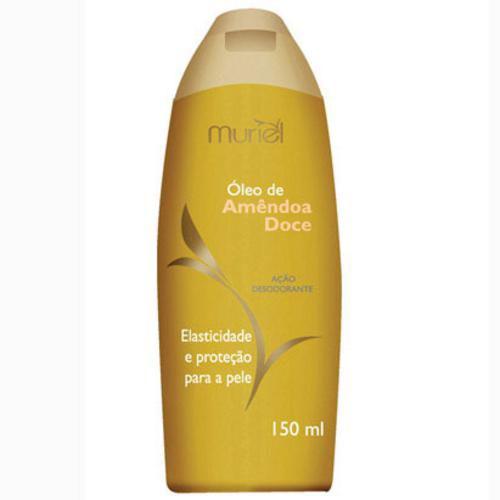 muriel
Óleo de
Amêndoa
Doce
AÇÃO
DESODORANTE
Elasticidade
e proteção
para a pele
150 ml